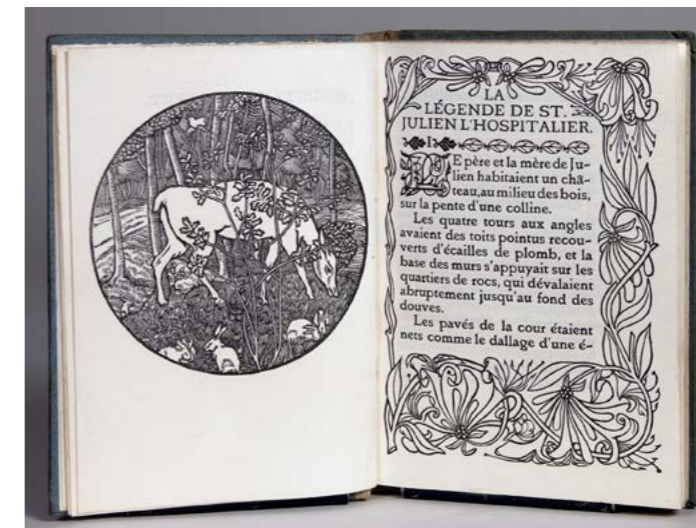 LA
LÉGENDE DE ST.
JULIEN L'HOSPITALIER.
I
LE père et la mère de Ju-
lien habitaient un châ-
teau, au milieu des bois,
sur la pente d'une colline.
Les quatre tours aux angles
avaient des toits pointus recou-
verts d'écailles de plomb, et la
base des murs s'appuyait sur les
quartiers de rocs, qui dévalaient
abruptement jusqu'au fond des
douves.
Les pavés de la cour étaient
nets comme le dallage d'une é-